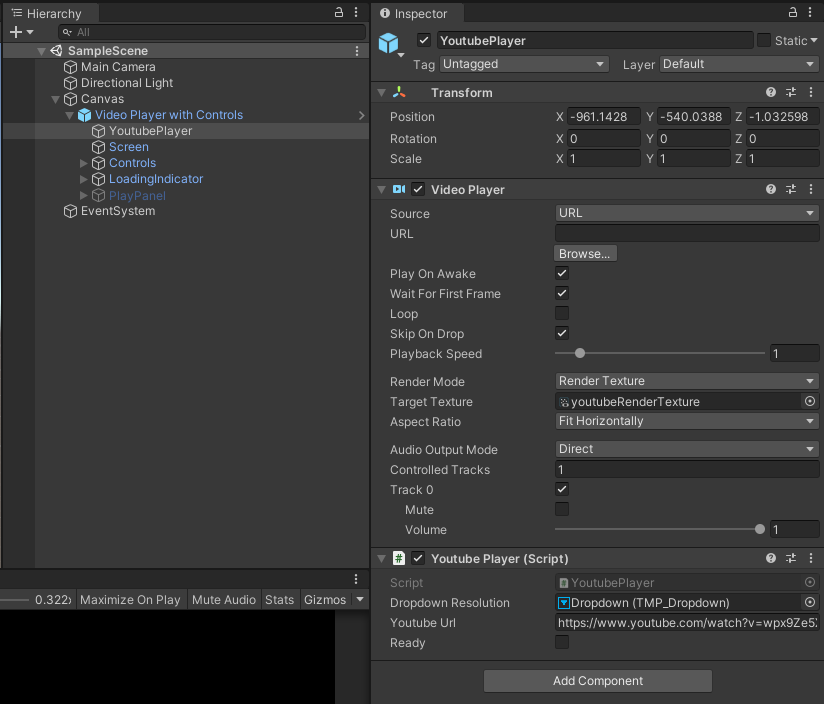 Hierarchy
All
SampleScene
Main Camera
Directional Light
Canvas
Video Player with Controls
YoutubePlayer
Screen
Controls
LoadingIndicator
PlayPanel
EventSystem
0.322x
Maximize On Play
Mute Audio
Stats
Gizmos
Inspector
YoutubePlayer
Static
Tag Untagged
Layer Default
Transform
Position X -961.1428 Y -540.0388 Z -1.032598
Rotation X 0 Y 0 Z 0
Scale X 1 Y 1 Z 1
Video Player
Source URL
URL
Browse...
Play On Awake
Wait For First Frame
Loop
Skip On Drop
Playback Speed 1
Render Mode Render Texture
Target Texture youtubeRenderTexture
Aspect Ratio Fit Horizontally
Audio Output Mode Direct
Controlled Tracks 1
Track 0
Mute
Volume 1
# Youtube Player (Script)
Script # YoutubePlayer
Dropdown Resolution Dropdown (TMP_Dropdown)
Youtube Url https://www.youtube.com/watch?v=wpx9Ze5
Ready
Add Component